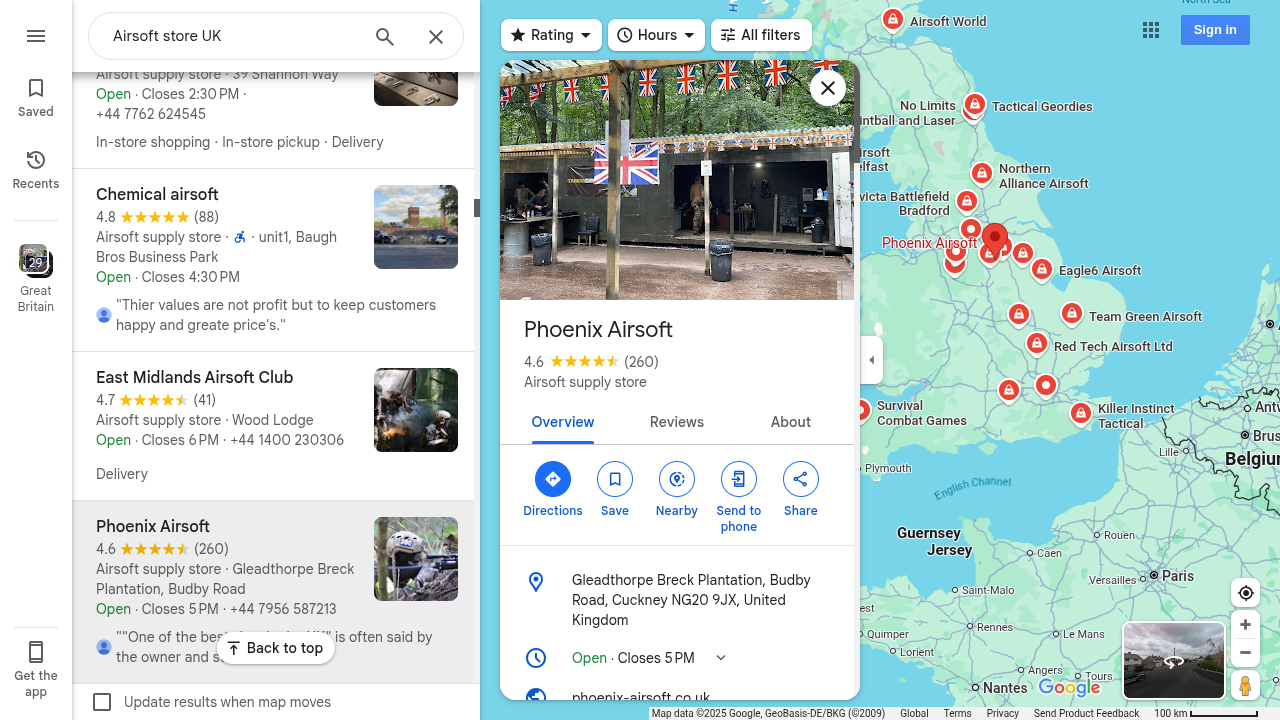 Airsoft store UK
Saved
Recents
Great
Britain
Get the
app
Airsoft supply store · 39 Shannon Way
Open · Closes 2:30 PM ·
+44 7762 624545
In-store shopping · In-store pickup · Delivery
Chemical airsoft
4.8 (88)
Airsoft supply store · · unit1, Baugh
Bros Business Park
Open · Closes 4:30 PM
"Thier values are not profit but to keep customers
happy and greate price's."
East Midlands Airsoft Club
4.7 (41)
Airsoft supply store · Wood Lodge
Open · Closes 6 PM · +44 1400 230306
Delivery
Phoenix Airsoft
4.6 (260)
Airsoft supply store · Gleadthorpe Breck
Plantation, Budby Road
Open · Closes 5 PM · +44 7956 587213
""One of the best is often said by
the owner and
Back to top
Update results when map moves
Rating
Hours
All filters
Sign in
Phoenix Airsoft
4.6 (260)
Airsoft supply store
Overview
Reviews
About
Directions
Save
Nearby
Send to
phone
Share
Gleadthorpe Breck Plantation, Budby
Road, Cuckney NG20 9JX, United
Kingdom
Open · Closes 5 PM
phoenix-airsoft.co.uk
North Sea
Airsoft World
No Limits
intball and Laser
Tactical Geordies
irsoft
elfast
Northern
Alliance Airsoft
victa Battlefield
Bradford
Phoenix Airsoft
Eagle6 Airsoft
Team Green Airsoft
Red Tech Airsoft Ltd
Survival
Combat Games
Killer Instinct
Tactical
Plymouth
English Channel
Lille
Antw
Brus
Belgium
Guernsey
Jersey
Rouen
Caen
Versailles
Paris
Saint-Malo
est
Quimper
Rennes
Le Mans
Lorient
Angers
Tours
Nantes
Google
Map data ©2025 Google, GeoBasis-DE/BKG (©2009)
Global
Terms
Privacy
Send Product Feedback
100 km